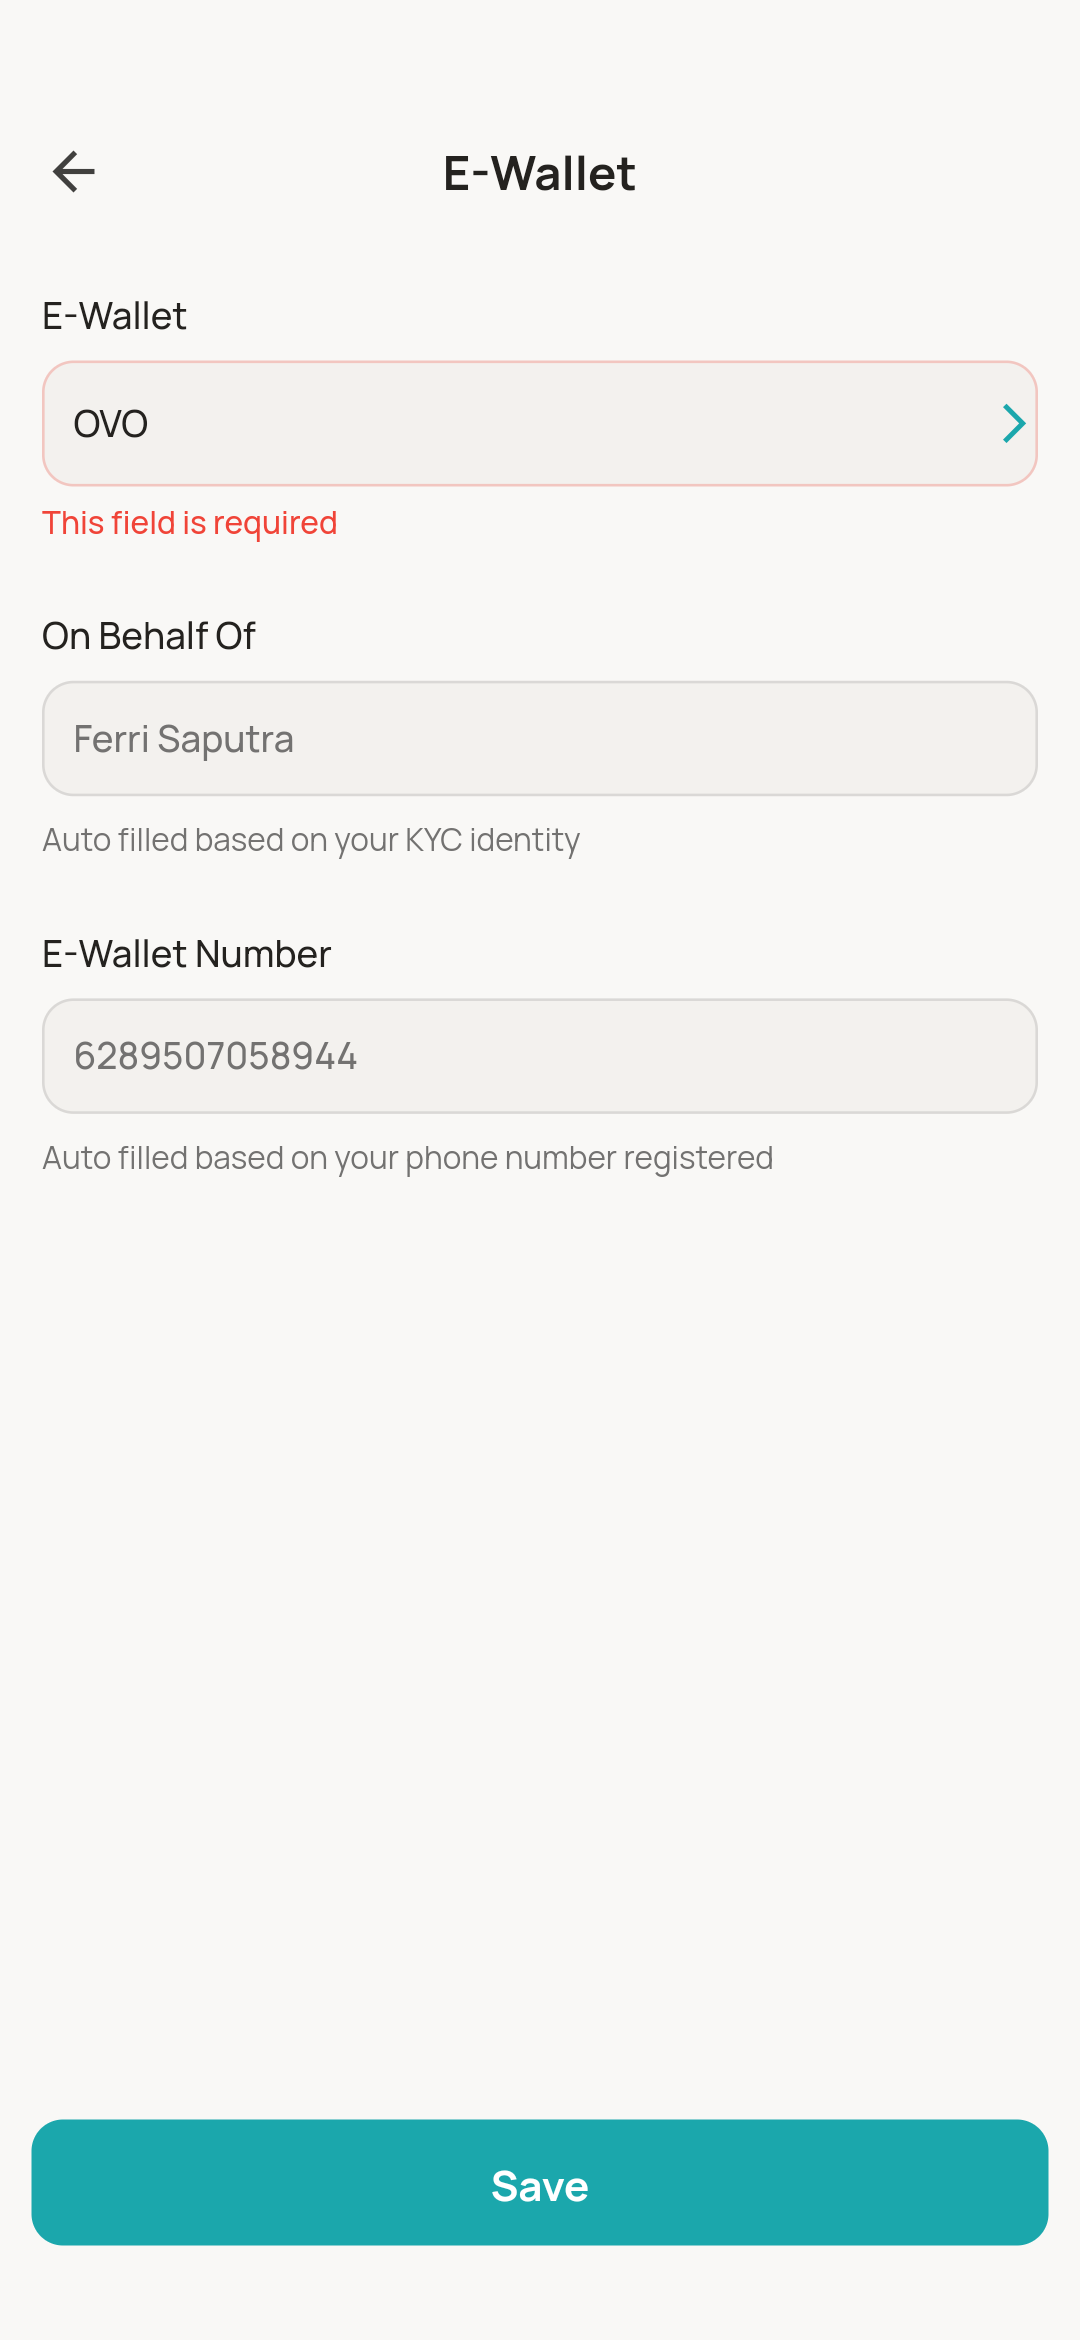 E-Wallet
E-Wallet
OVO
This field is required
On Behalf Of
Ferri Saputra
Auto filled based on your KYC identity
E-Wallet Number
6289507058944
Auto filled based on your phone number registered
Save